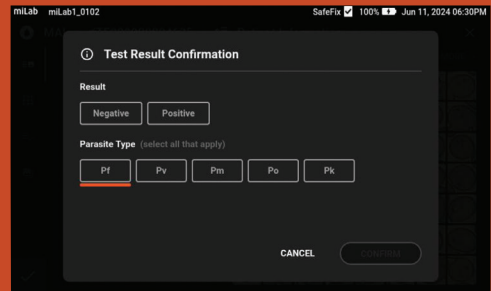 miLab miLab1_0102 SafeFix 100% Jun 11, 2024 06:30PM
Test Result Confirmation
Result
Negative Positive
Parasite Type (select all that apply)
Pf Pv Pm Po Pk
CANCEL CONFIRM